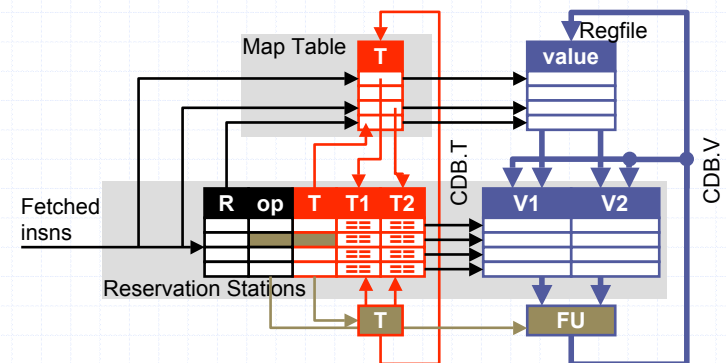 Regfile
Map Table
T
value
CDB.T
CDB.V
Fetched
insns
R op T T1 T2
V1 V2
== ==
== ==
== ==
== ==
Reservation Stations
T
FU